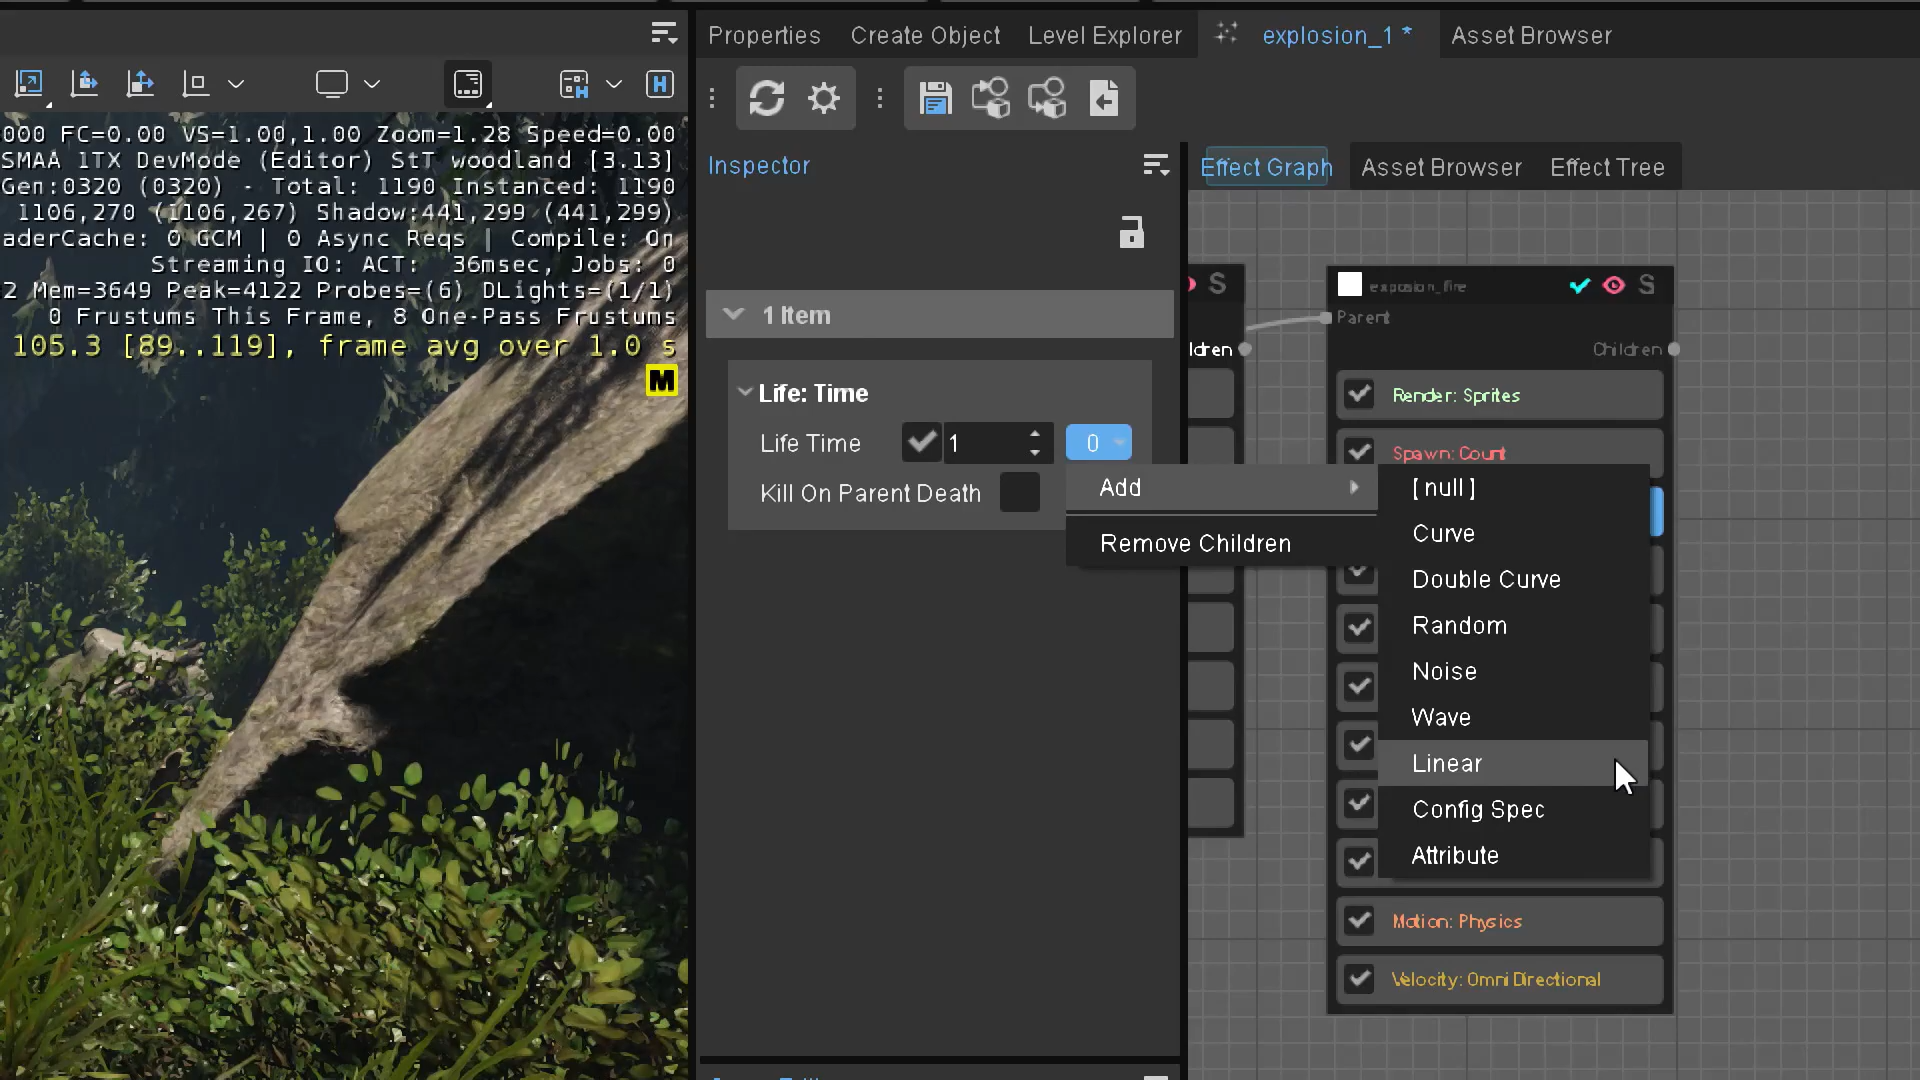 Properties
Create Object
Level Explorer
explosion_1 *
Asset Browser
000 FC=0.00 VS=1.00,1.00 Zoom=1.28 Speed=0.00
SMAA 1TX DevMode (Editor) StT woodland [3.13]
Gen:0320 (0320) - Total: 1190 Instanced: 1190
1106,270 (1106,267) Shadow:441,299 (441,299)
aderCache: 0 GCM | 0 Async Reqs | Compile: On
Streaming IO: ACT: 36msec, Jobs: 0
2 Mem=3649 Peak=4122 Probes=(6) DLights=(1/1)
0 Frustums This Frame, 8 One-Pass Frustums
105.3 [89..119], frame avg over 1.0 s
M
H
Inspector
1 Item
Life: Time
Life Time
1
0
Kill On Parent Death
Add
Remove Children
[ null ]
Curve
Double Curve
Random
Noise
Wave
Linear
Config Spec
Attribute
Effect Graph
Asset Browser
Effect Tree
S
ldren
explosion_fire
S
Parent
Children
Render: Sprites
Spawn: Count
Motion: Physics
Velocity: Omni Directional